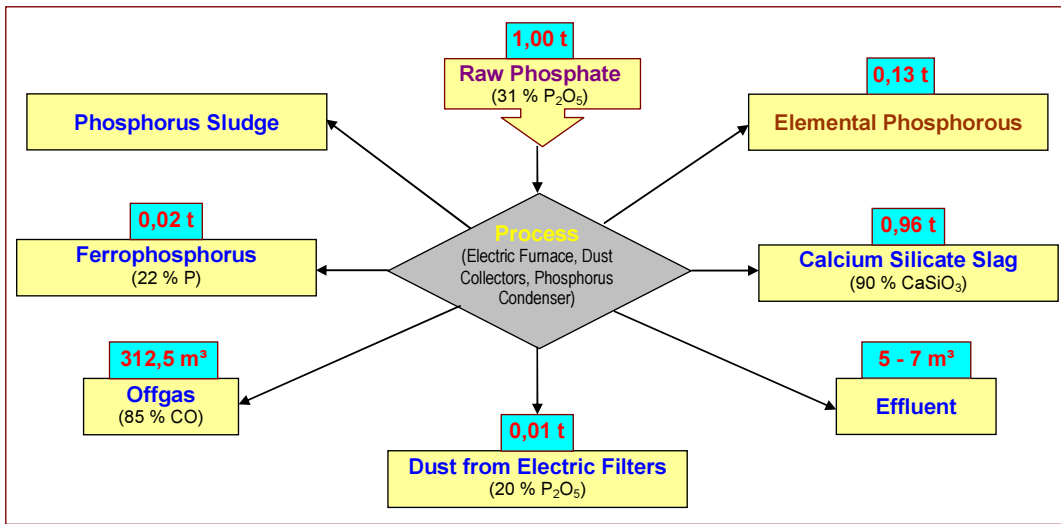 1,00 t
Raw Phosphate
(31 % P₂O₅)
0,13 t
Elemental Phosphorous
Phosphorus Sludge
Process
(Electric Furnace, Dust
Collectors, Phosphorus
Condenser)
0,02 t
Ferrophosphorus
(22 % P)
0,96 t
Calcium Silicate Slag
(90 % CaSiO₃)
312,5 m³
Offgas
(85 % CO)
5 - 7 m³
Effluent
0,01 t
Dust from Electric Filters
(20 % P₂O₅)